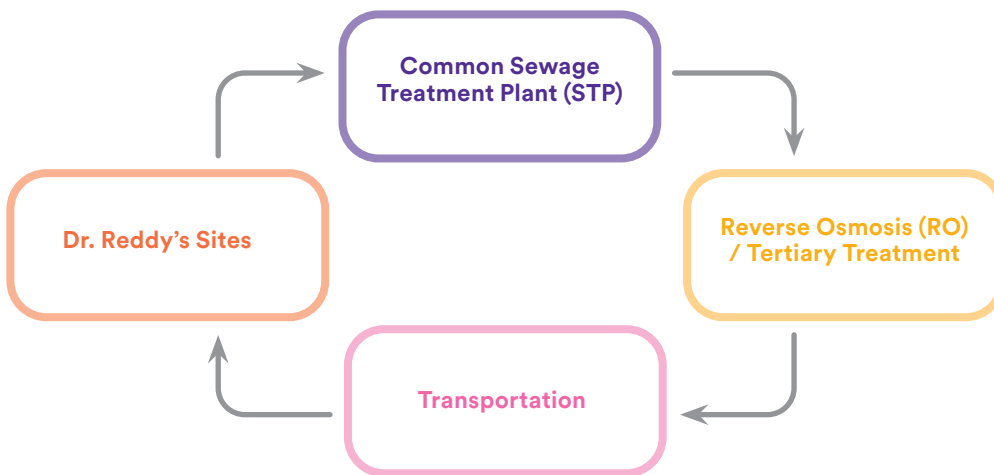 Common Sewage
Treatment Plant (STP)
Dr. Reddy’s Sites
Reverse Osmosis (RO)
/ Tertiary Treatment
Transportation